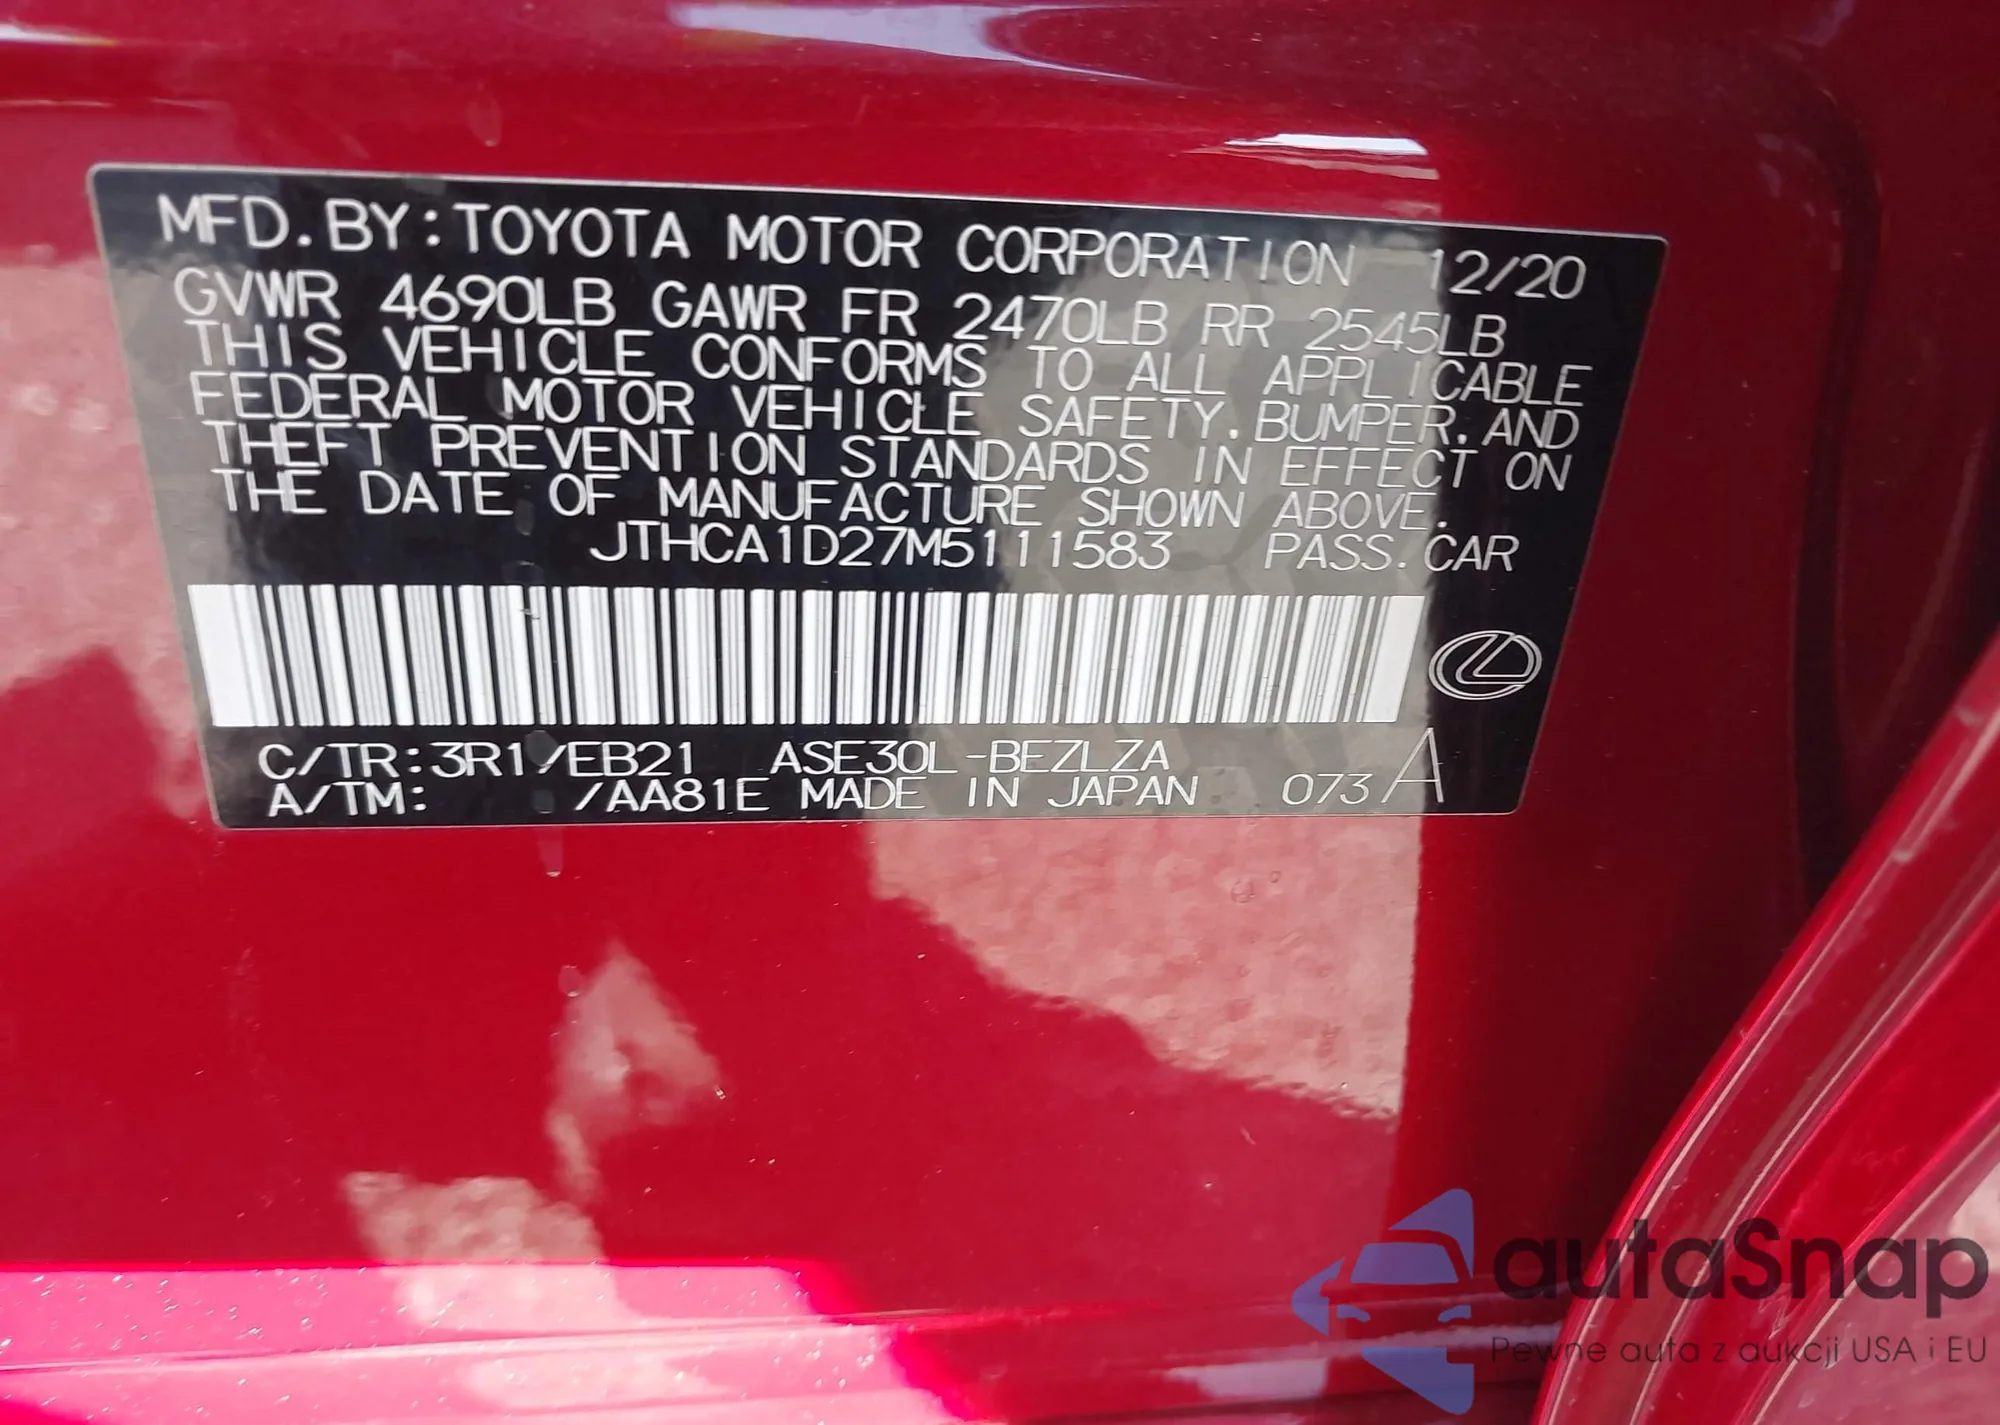 MFD. BY: TOYOTA MOTOR CORPORATION 12/20
GVWR 4690LB GAWR FR 2470LB RR 2545LB
THIS VEHICLE CONFORMS TO ALL APPLICABLE
FEDERAL MOTOR VEHICLE SAFETY, BUMPER, AND
THEFT PREVENTION STANDARDS IN EFFECT ON
THE DATE OF MANUFACTURE SHOWN ABOVE.
JTHCA1D27M5111583 PASS. CAR
C/TR: 3R1/EB21 ASE30L-BEZLZA
A/TM: /AA81E MADE IN JAPAN 073 A
autaSnap
Pewne auta z aukcji USA i EU